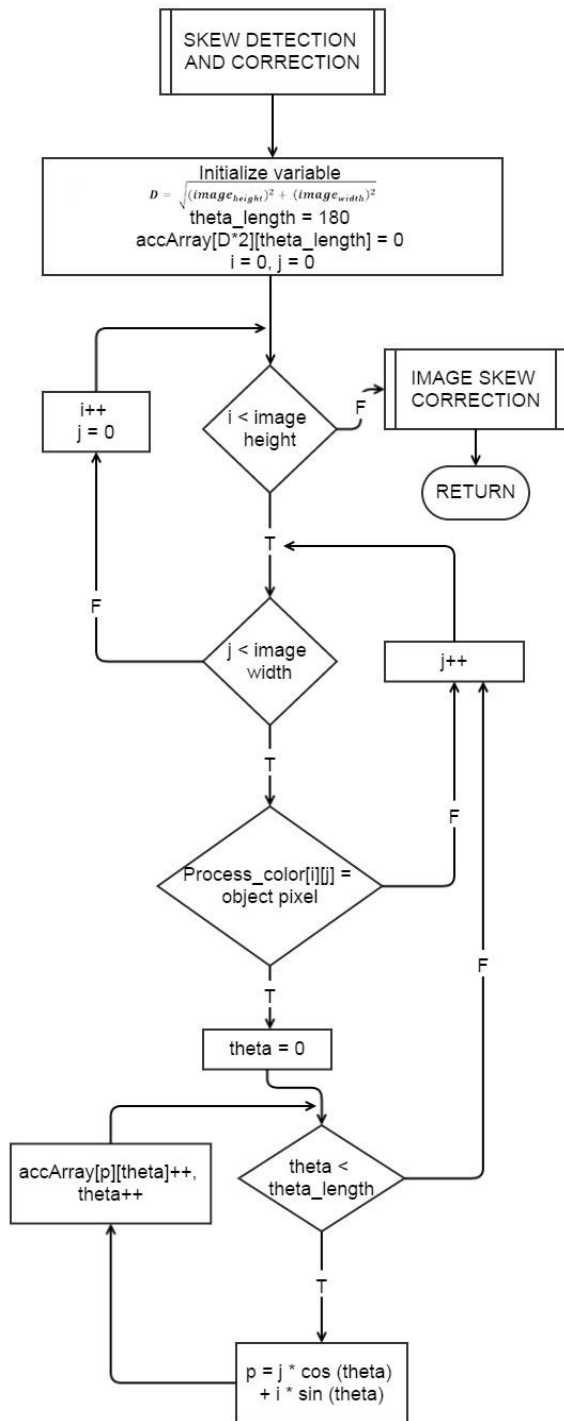 SKEW DETECTION
AND CORRECTION
Initialize variable
D = √(image_height)² + (image_width)²
theta_length = 180
accArray[D*2][theta_length] = 0
i = 0, j = 0
i++
j = 0
i < image
height
F
IMAGE SKEW
CORRECTION
RETURN
T
F
j < image
width
j++
T
F
Process_color[i][j] =
object pixel
F
T
theta = 0
accArray[p][theta]++,
theta++
theta <
theta_length
T
p = j * cos (theta)
+ i * sin (theta)